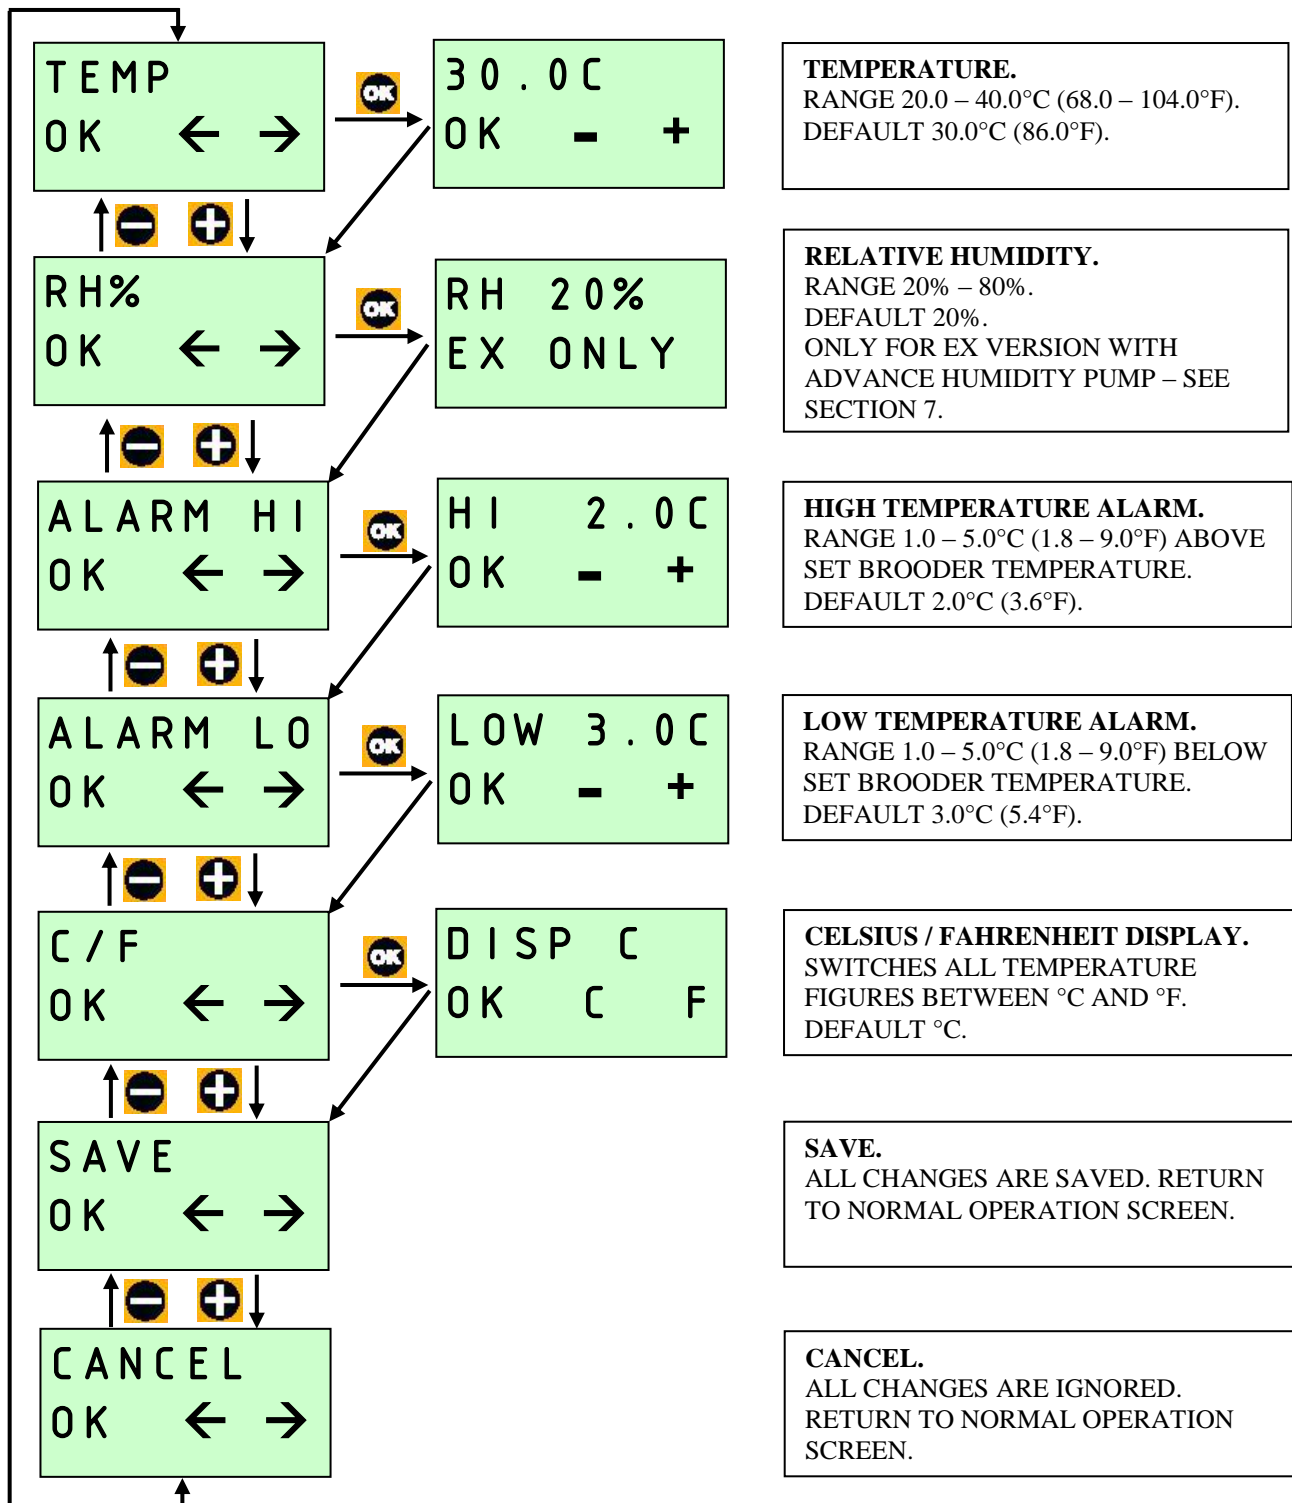 TEMP
OK ← →
OK
30.0C
OK - +
TEMPERATURE.
RANGE 20.0 – 40.0°C (68.0 – 104.0°F).
DEFAULT 30.0°C (86.0°F).
RH%
OK ← →
OK
RH 20%
EX ONLY
RELATIVE HUMIDITY.
RANGE 20% – 80%.
DEFAULT 20%.
ONLY FOR EX VERSION WITH
ADVANCE HUMIDITY PUMP – SEE
SECTION 7.
ALARM HI
OK ← →
OK
HI 2.0C
OK - +
HIGH TEMPERATURE ALARM.
RANGE 1.0 – 5.0°C (1.8 – 9.0°F) ABOVE
SET BROODER TEMPERATURE.
DEFAULT 2.0°C (3.6°F).
ALARM LO
OK ← →
OK
LOW 3.0C
OK - +
LOW TEMPERATURE ALARM.
RANGE 1.0 – 5.0°C (1.8 – 9.0°F) BELOW
SET BROODER TEMPERATURE.
DEFAULT 3.0°C (5.4°F).
C/F
OK ← →
OK
DISP C
OK C F
CELSIUS / FAHRENHEIT DISPLAY.
SWITCHES ALL TEMPERATURE
FIGURES BETWEEN °C AND °F.
DEFAULT °C.
SAVE
OK ← →
SAVE.
ALL CHANGES ARE SAVED. RETURN
TO NORMAL OPERATION SCREEN.
CANCEL
OK ← →
CANCEL.
ALL CHANGES ARE IGNORED.
RETURN TO NORMAL OPERATION
SCREEN.